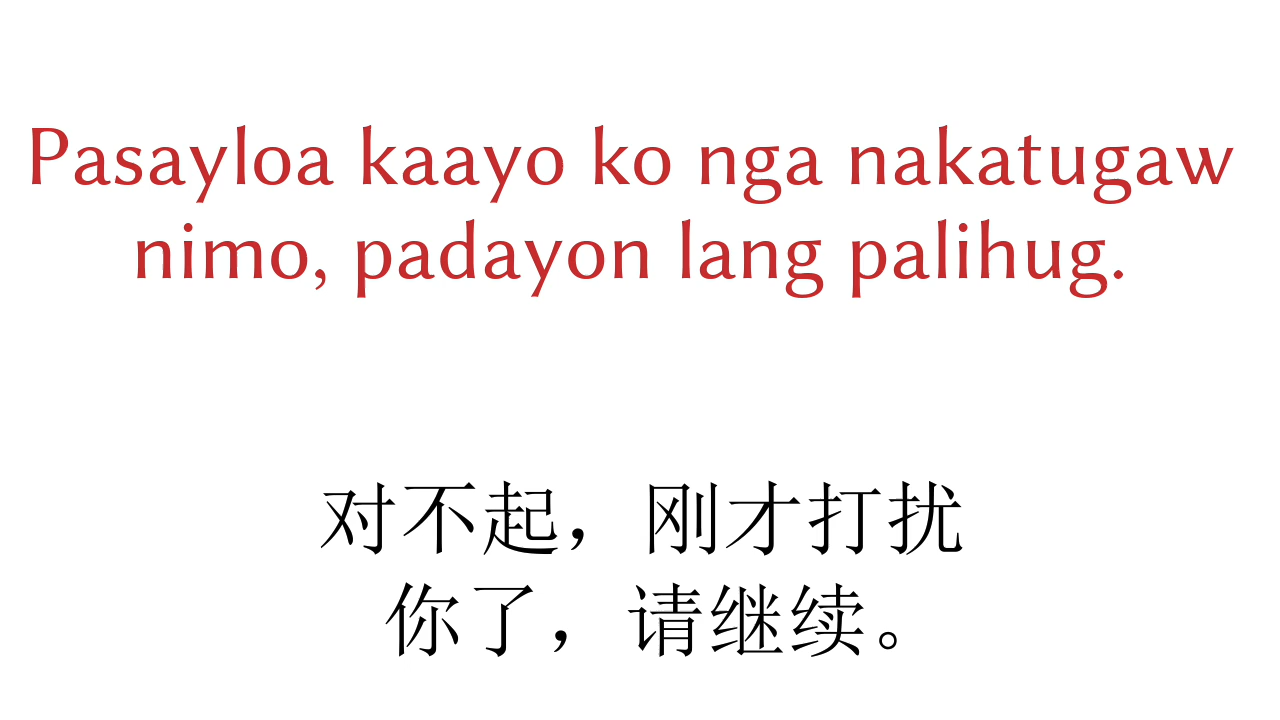 Pasayloa kaayo ko nga nakatugaw
nimo, padayon lang palihug.
对不起，刚才打扰
你了，请继续。